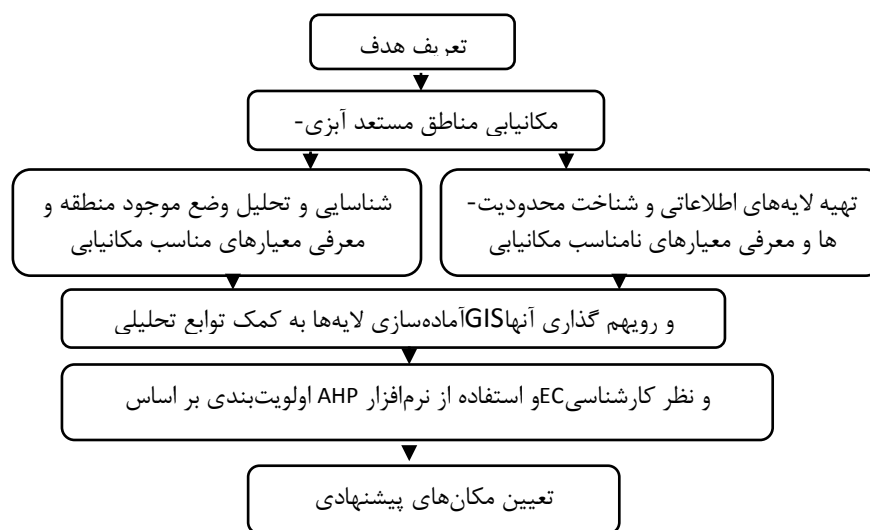 تعریف هدف
مکانیابی مناطق مستعد آبزی-
شناسایی و تحلیل وضع موجود منطقه و
معرفی معیارهای مناسب مکانیابی
تهیه لایه‌های اطلاعاتی و شناخت محدودیت-
ها و معرفی معیارهای نامناسب مکانیابی
و رویهم گذاری آنهاGISآماده‌سازی لایه‌ها به کمک توابع تحلیلی
و نظر کارشناسیECو استفاده از نرم‌افزار AHP اولویت‌بندی بر اساس
تعیین مکان‌های پیشنهادی